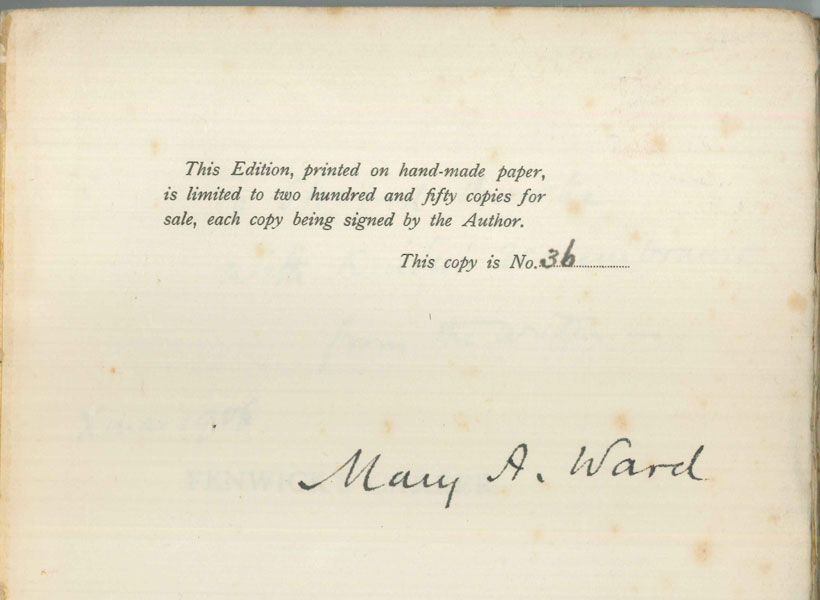 This Edition, printed on hand-made paper,
is limited to two hundred and fifty copies for
sale, each copy being signed by the Author.
This copy is No. 36
Mary A. Ward